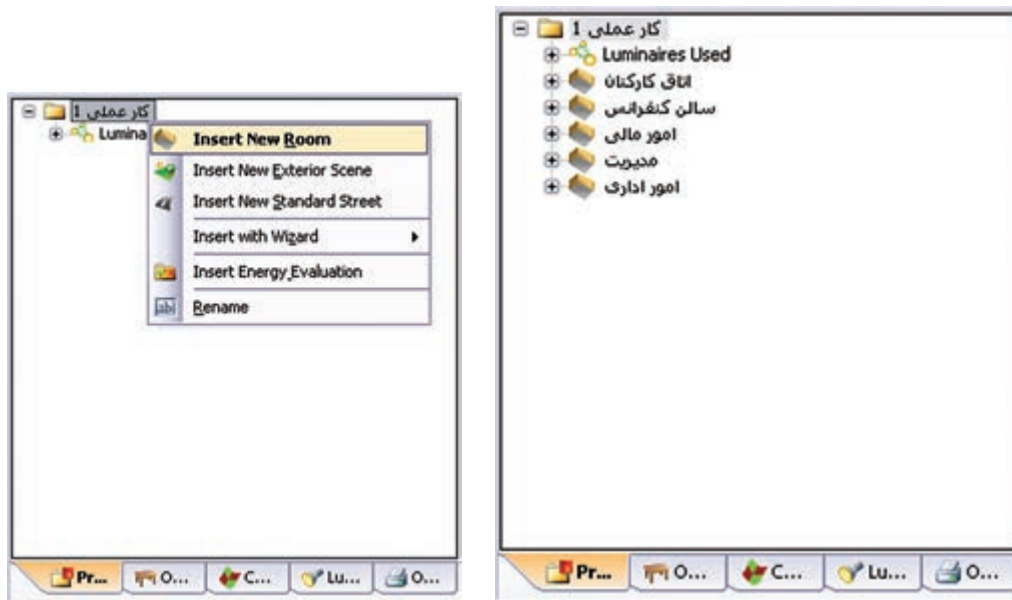 کار عملی 1
Lumina
Insert New Room
Insert New Exterior Scene
Insert New Standard Street
Insert with Wizard
Insert Energy Evaluation
Rename
Pr... O... C... Lu... O...
کار عملی 1
Luminaires Used
اتاق کارکنان
سالن کنفرانس
امور مالی
مدیریت
امور اداری
Pr... O... C... Lu... O...